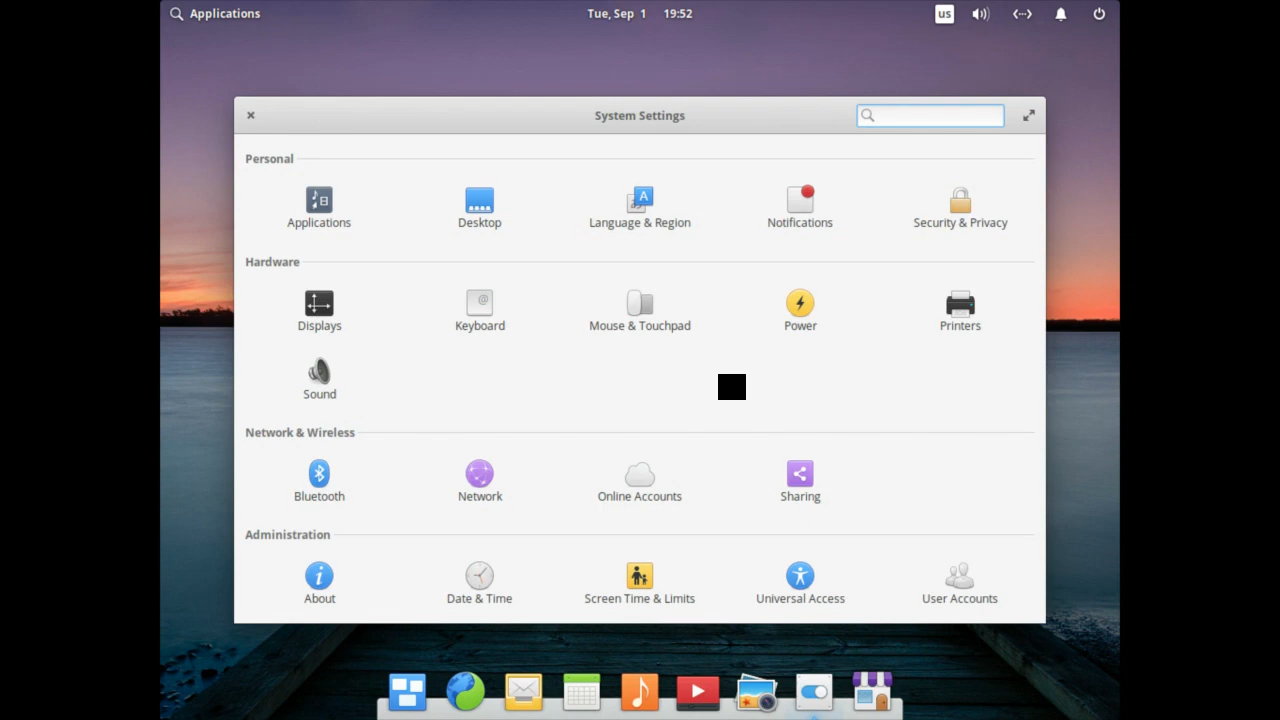 Applications Tue, Sep 1 19:52 us
System Settings
Personal
Applications Desktop Language & Region Notifications Security & Privacy
Hardware
Displays Keyboard Mouse & Touchpad Power Printers
Sound
Network & Wireless
Bluetooth Network Online Accounts Sharing
Administration
About Date & Time Screen Time & Limits Universal Access User Accounts